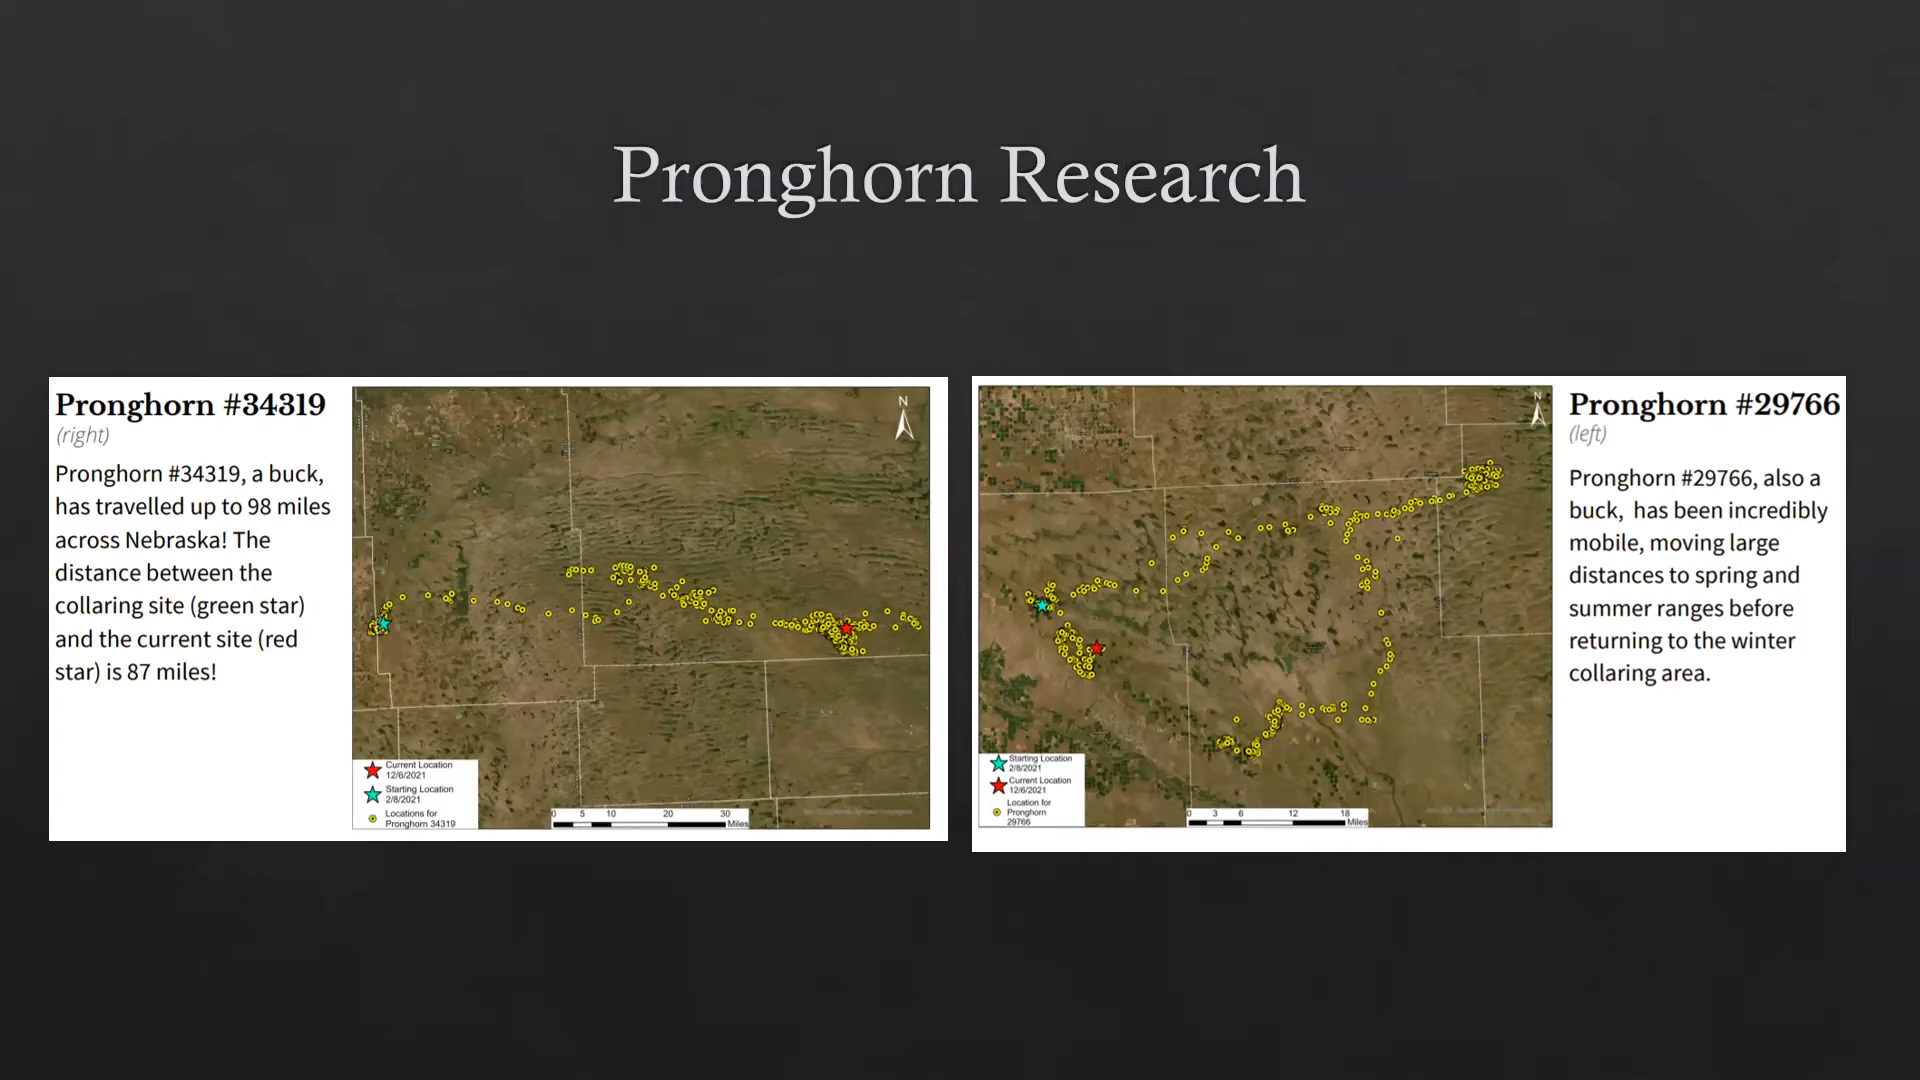 Pronghorn Research
Pronghorn #34319
(right)
Pronghorn #34319, a buck,
has travelled up to 98 miles
across Nebraska! The
distance between the
collaring site (green star)
and the current site (red
star) is 87 miles!
N
Current Location
12/6/2021
Starting Location
2/8/2021
Locations for
Pronghorn 34319
0 5 10 20 30
Miles
N
Starting Location
2/8/2021
Current Location
12/6/2021
Location for
Pronghorn
29766
0 3 6 12 18
Miles
Pronghorn #29766
(left)
Pronghorn #29766, also a
buck, has been incredibly
mobile, moving large
distances to spring and
summer ranges before
returning to the winter
collaring area.